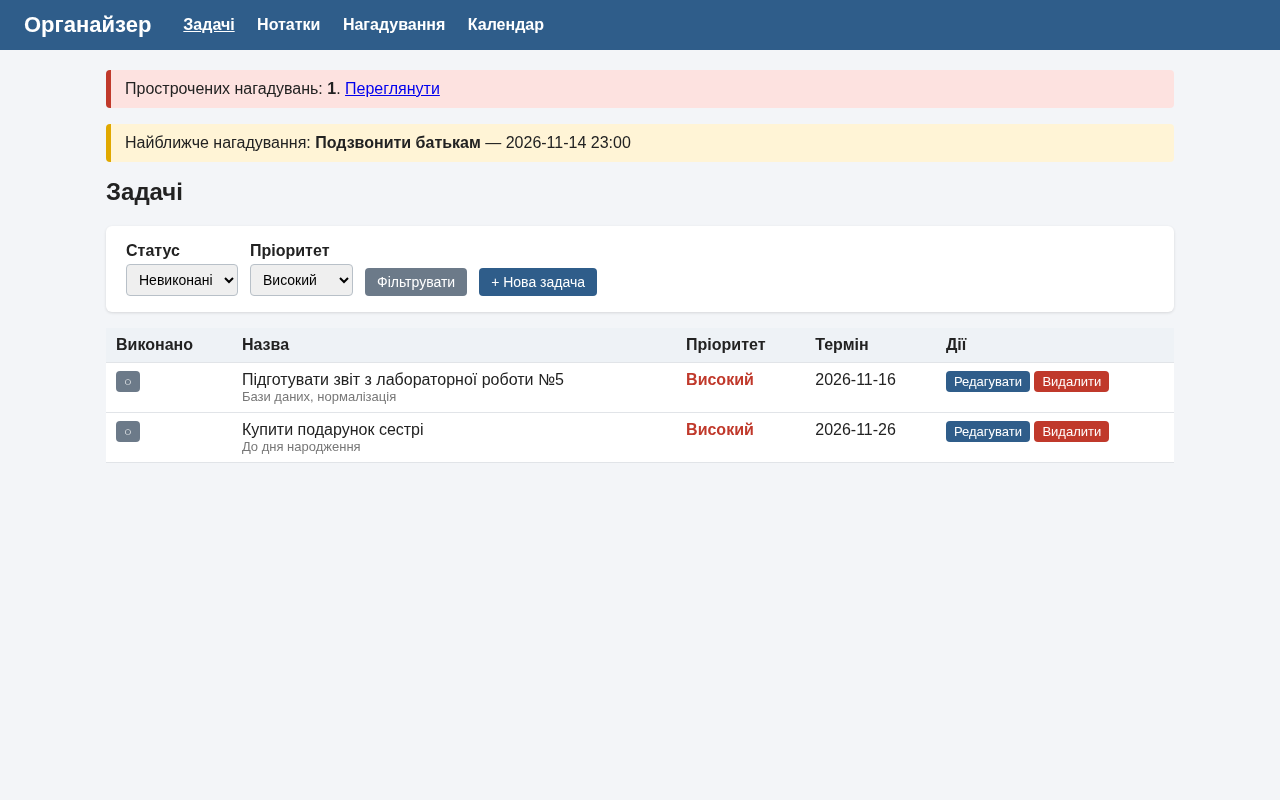 Органайзер Задачі Нотатки Нагадування Календар
Прострочених нагадувань: 1. Переглянути
Найближче нагадування: Подзвонити батькам — 2026-11-14 23:00
Задачі
Статус Пріоритет
Невиконані Високий Фільтрувати + Нова задача
Виконано Назва Пріоритет Термін Дії
○ Підготувати звіт з лабораторної роботи №5 Високий 2026-11-16 Редагувати Видалити
Бази даних, нормалізація
○ Купити подарунок сестрі Високий 2026-11-26 Редагувати Видалити
До дня народження